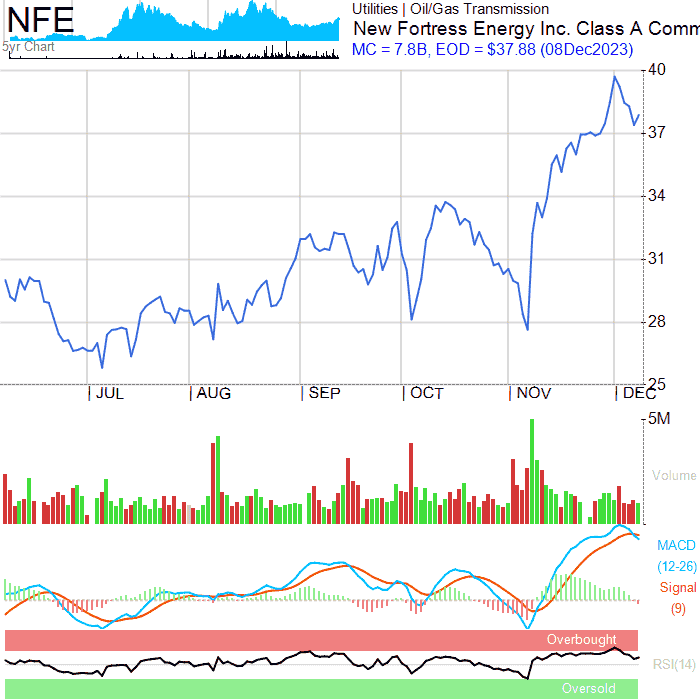 NFE
Utilities | Oil/Gas Transmission
New Fortress Energy Inc. Class A Comm
MC = 7.8B, EOD = $37.88 (08Dec2023)
5yr Chart
40
37
34
31
28
25
JUL AUG SEP OCT NOV DEC
5M
Volume
MACD
(12-26)
Signal
(9)
Overbought
RSI(14)
Oversold